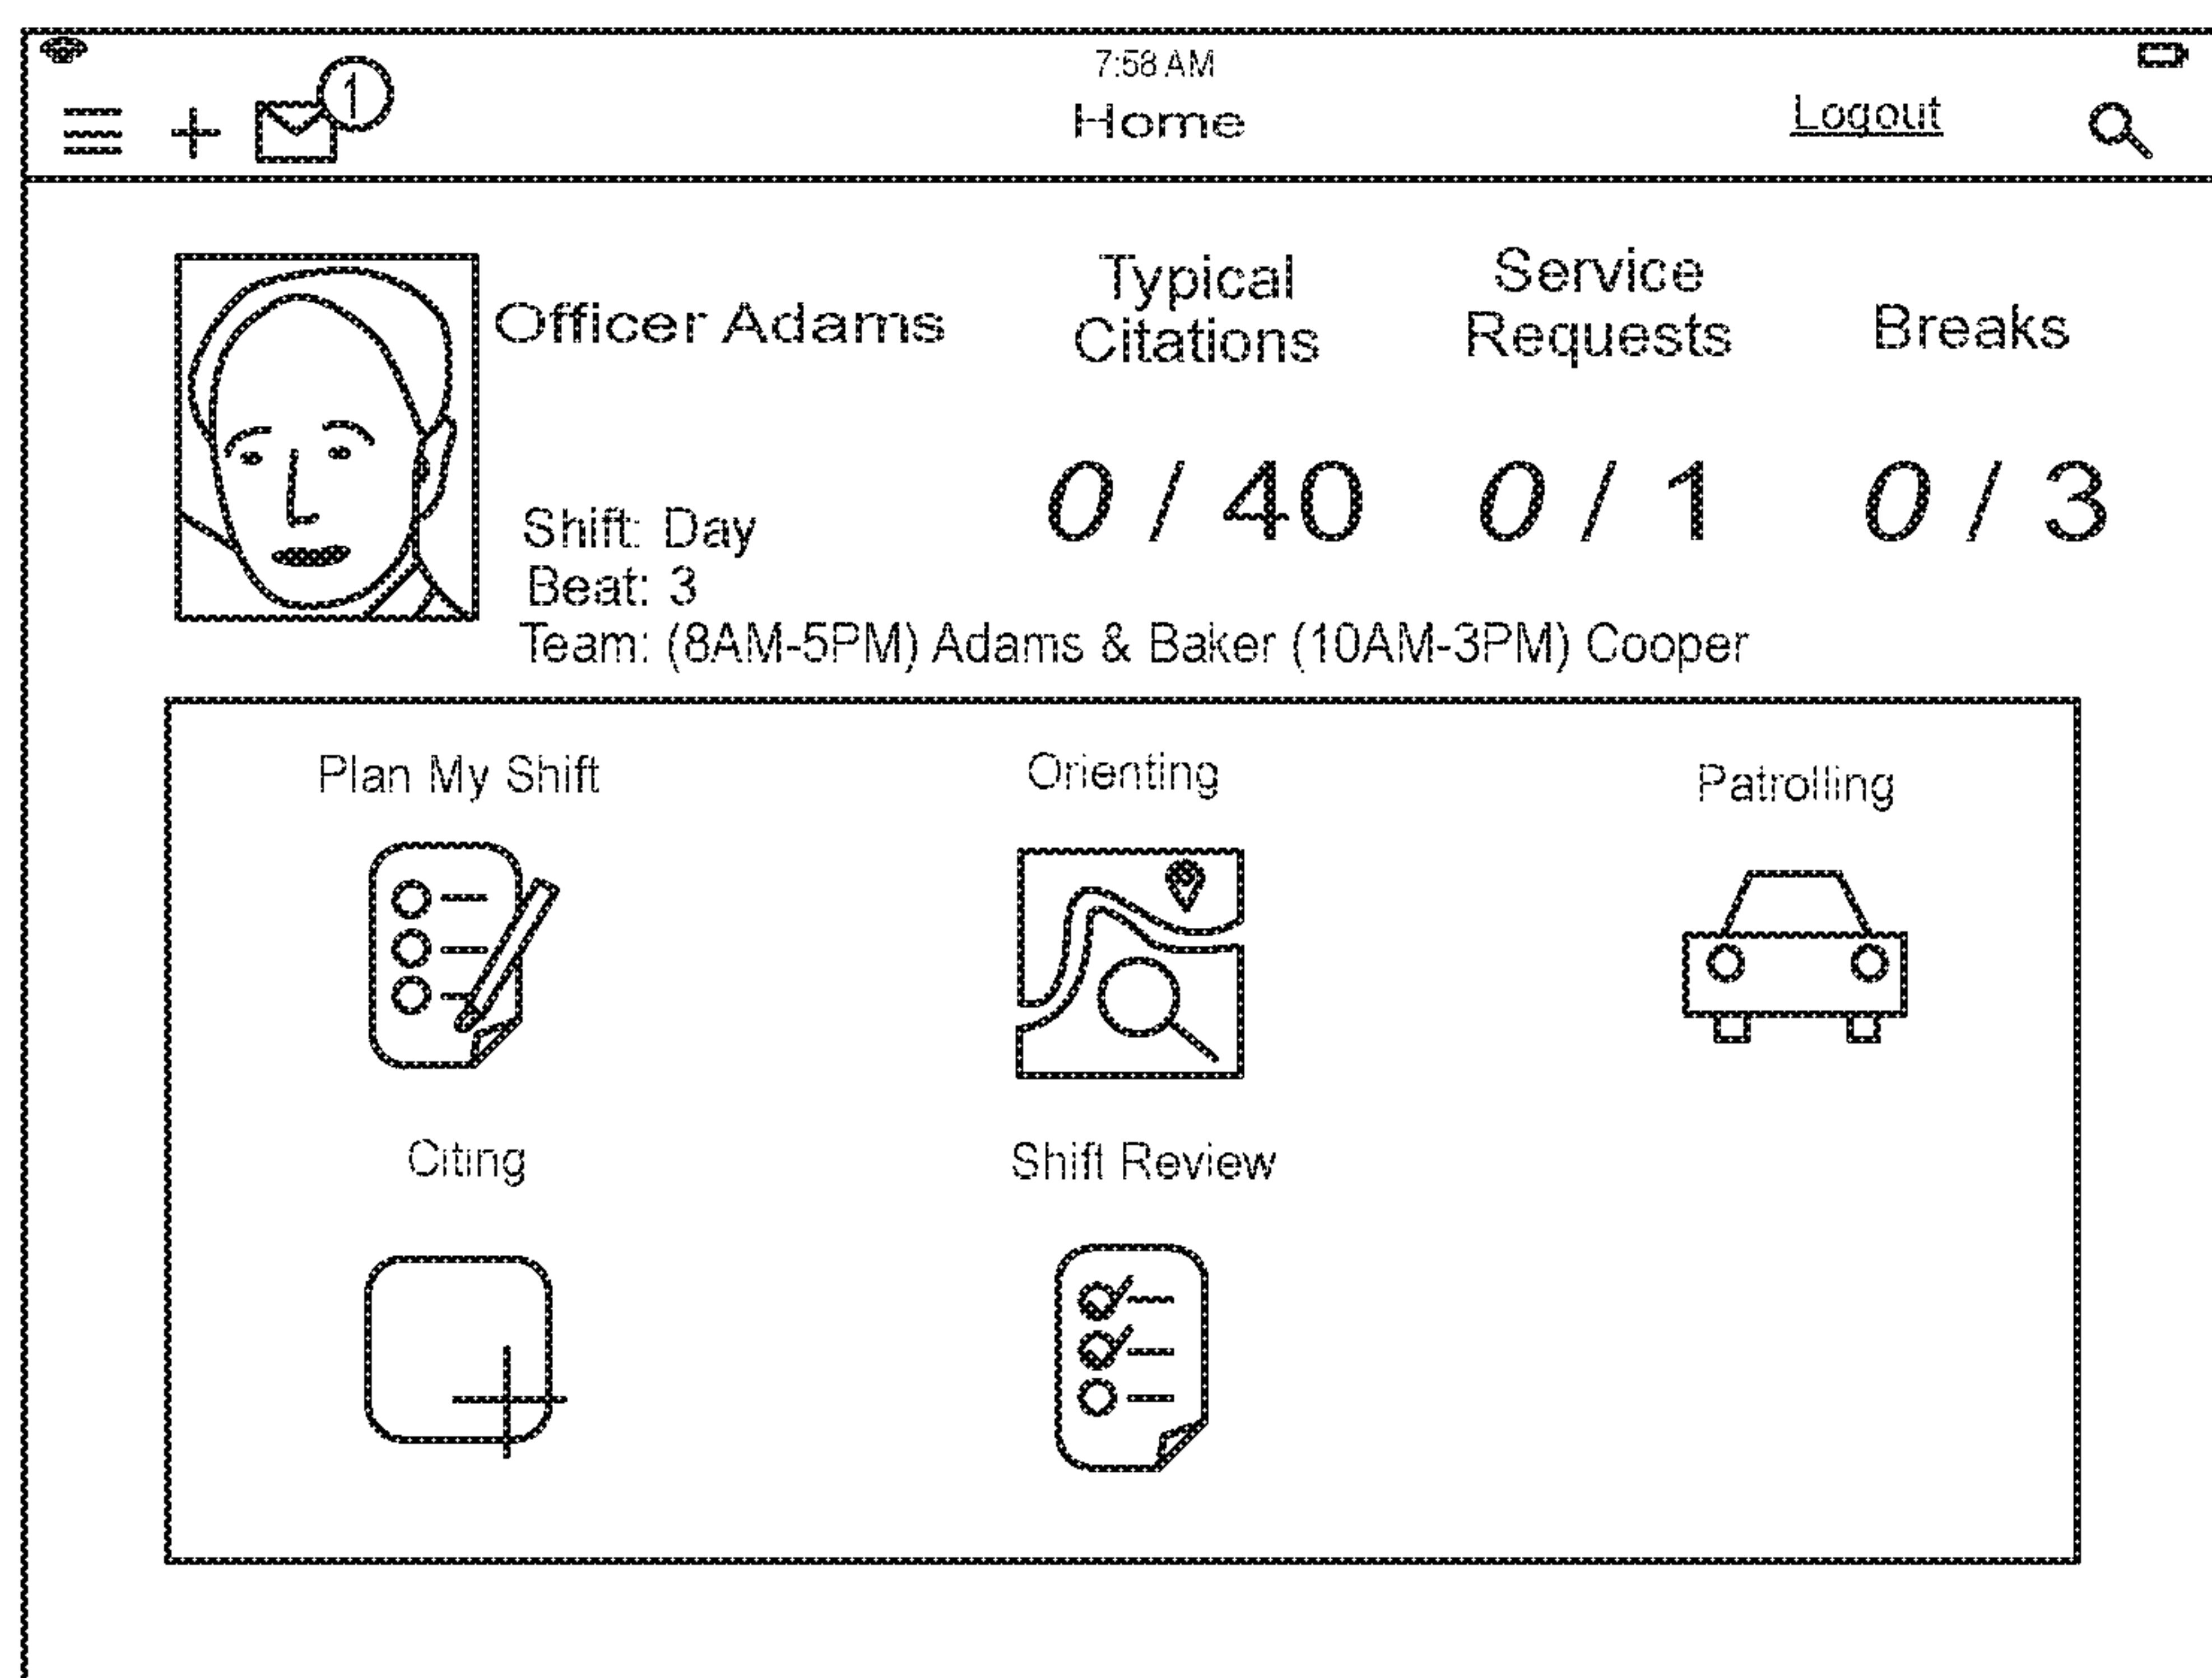 7:58 AM
1
Home
Logout
Officer Adams
Typical
Citations
Service
Requests
Breaks
0 / 40
0 / 1
0 / 3
Shift: Day
Beat: 3
Team: (8AM-5PM) Adams & Baker (10AM-3PM) Cooper
Plan My Shift
Orienting
Patrolling
Citing
Shift Review